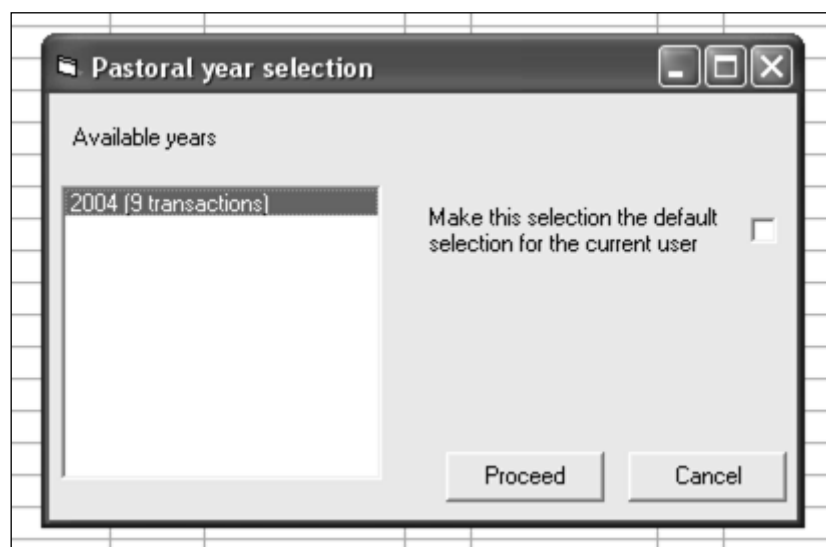 Pastoral year selection
Available years
2004 (9 transactions)
Make this selection the default
selection for the current user
Proceed
Cancel